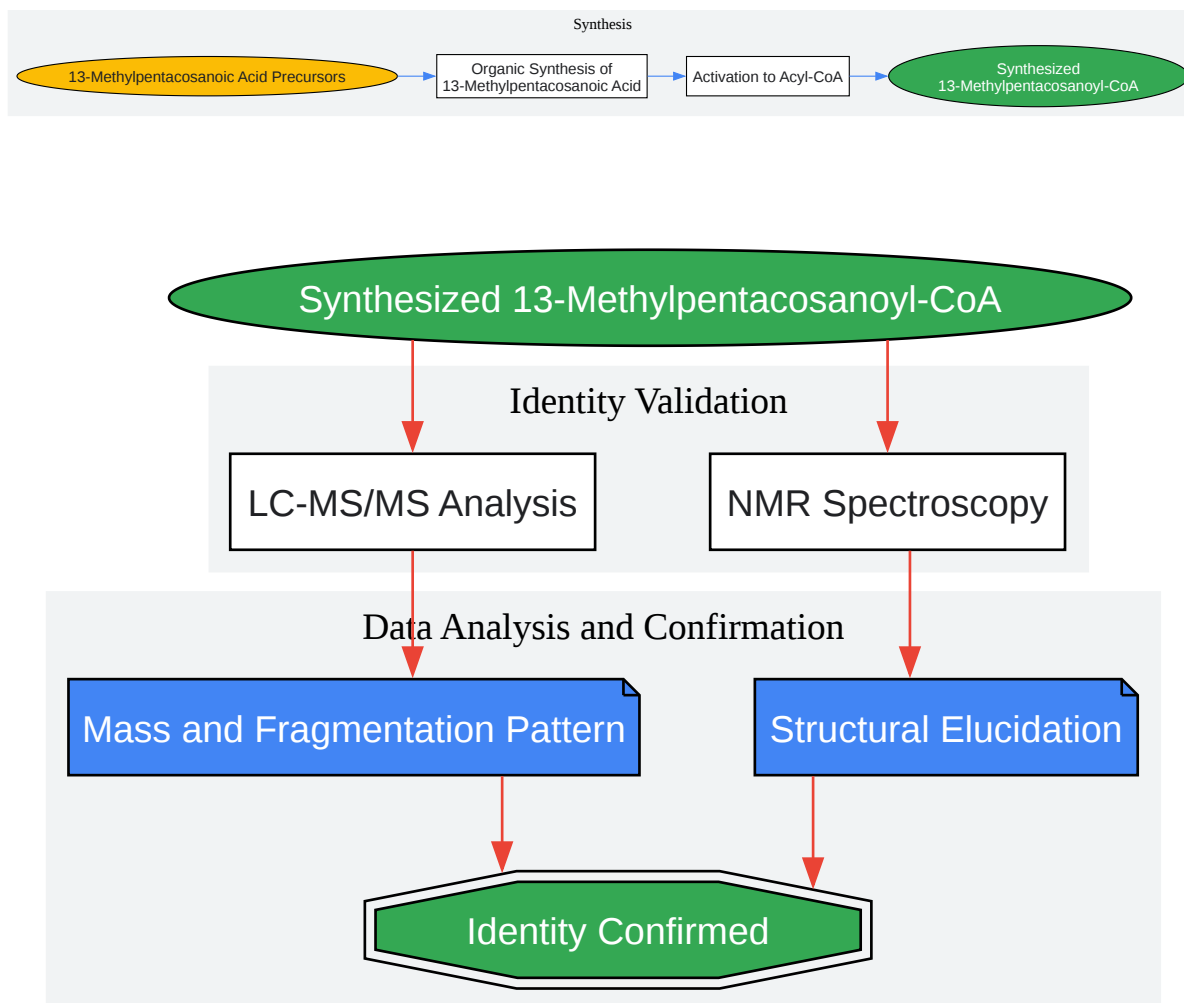 Synthesis
13-Methylpentacosanoic Acid Precursors
Organic Synthesis of
13-Methylpentacosanoic Acid
Activation to Acyl-CoA
Synthesized
13-Methylpentacosanoyl-CoA
Synthesized 13-Methylpentacosanoyl-CoA
Identity Validation
LC-MS/MS Analysis
NMR Spectroscopy
Data Analysis and Confirmation
Mass and Fragmentation Pattern
Structural Elucidation
Identity Confirmed